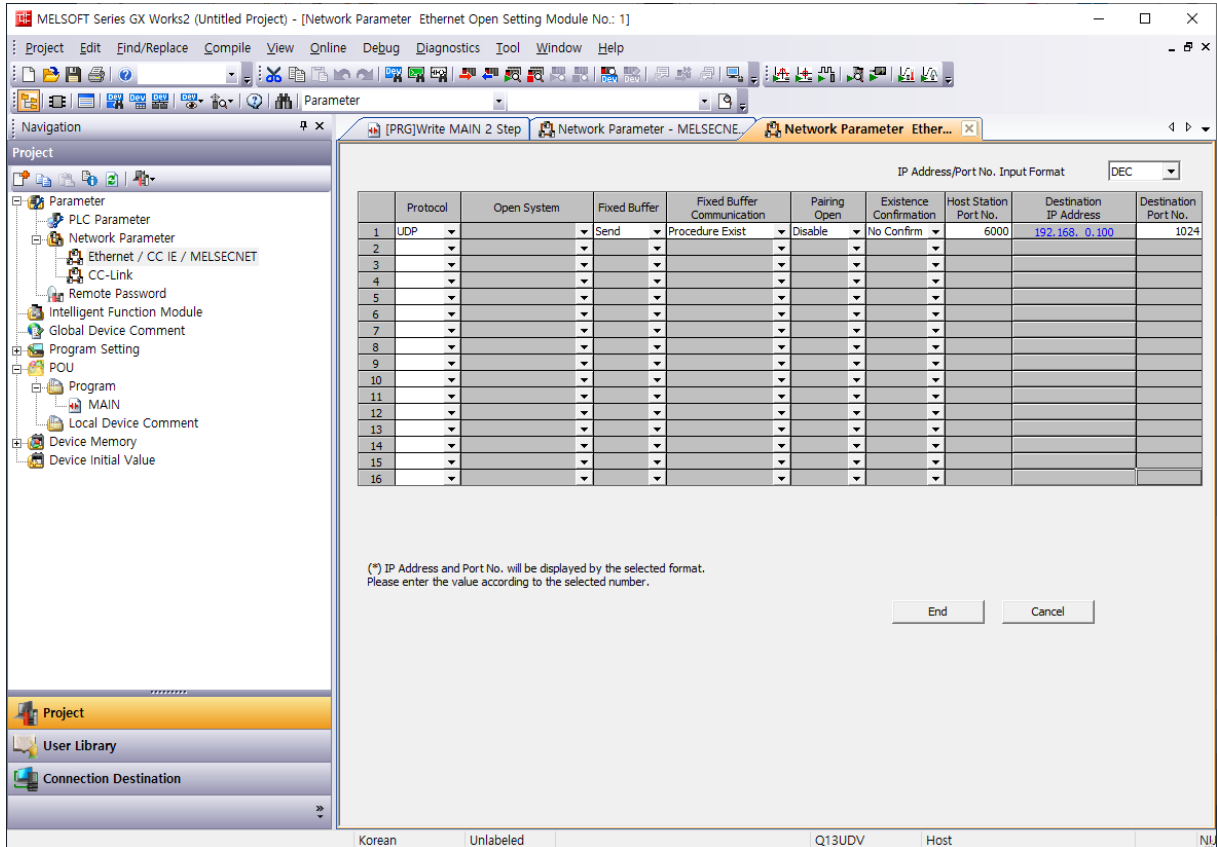 MELSOFT Series GX Works2 (Untitled Project) - [Network Parameter Ethernet Open Setting Module No.: 1]
Project Edit Find/Replace Compile View Online Debug Diagnostics Tool Window Help
Parameter
Navigation
[PRG]Write MAIN 2 Step
Network Parameter - MELSECNE...
Network Parameter Ether...
Project
Parameter
PLC Parameter
Network Parameter
Ethernet / CC IE / MELSECNET
CC-Link
Remote Password
Intelligent Function Module
Global Device Comment
Program Setting
POU
Program
MAIN
Local Device Comment
Device Memory
Device Initial Value
Project
User Library
Connection Destination
IP Address/Port No. Input Format DEC
Protocol Open System Fixed Buffer Fixed Buffer Communication Pairing Open Existence Confirmation Host Station Port No. Destination IP Address Destination Port No.
1 UDP Send Procedure Exist Disable No Confirm 6000 192.168. 0.100 1024
2
3
4
5
6
7
8
9
10
11
12
13
14
15
16
(*) IP Address and Port No. will be displayed by the selected format.
Please enter the value according to the selected number.
End Cancel
Korean Unlabeled Q13UDV Host